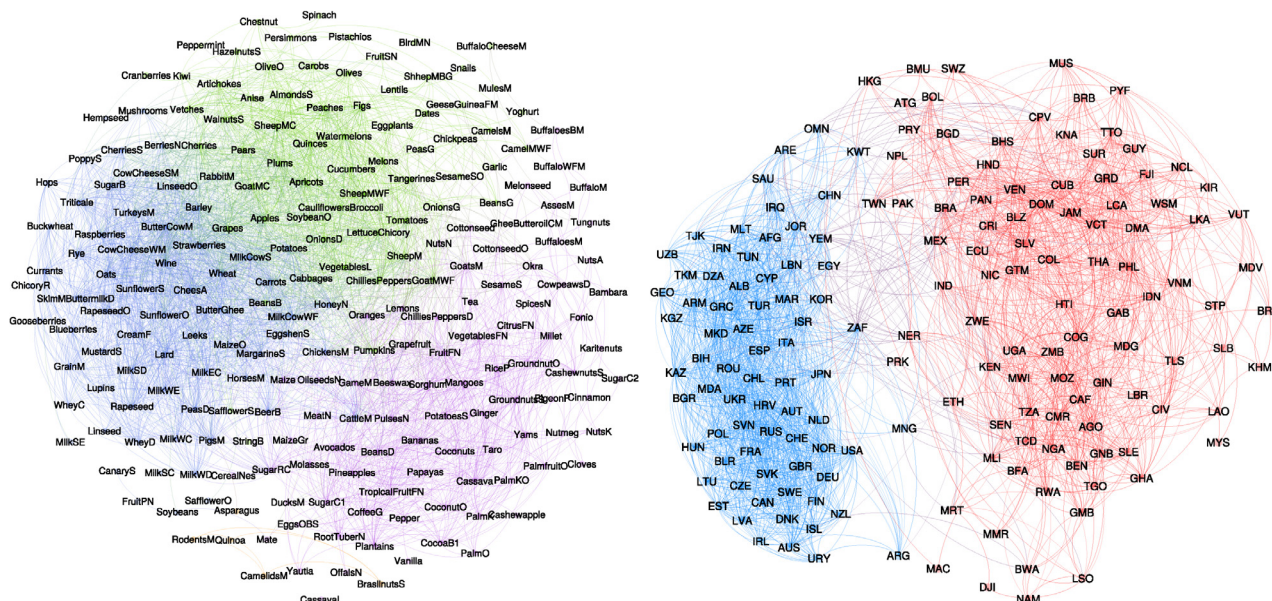 Spinach
Chestnut
Persimmons Pistachios
Peppermint HazelnutsS BirdMN BuffaloCheeseM
FruitSN
OliveO Carobs Olives Snails
Cranberries Kiwi ShhepMBG
Artichokes Lentils MulesM
Anise AlmondsS
Mushrooms Vetches Peaches Figs GeeseGuineaFM
Hempseed WalnutsS Dates Yoghurt
SheepMC Eggplants CamelsM BuffaloesBM
Watermelons Chickpeas
CherriesS BerriesNCherries Pears Quinces PeasG CamelMWF
PoppyS Plums Melons
CowCheeseSM Cucumbers Garlic BuffaloWFM
Hops SugarB LinseedO RabbitM GoatMC Apricots Tangerines SesameSO Melonseed BuffaloM
Triticale SheepMWF
TurkeysM Barley CauliflowersBroccoli OnionsG BeansG AssesM
Buckwheat ButterCowM Grapes Apples SoybeanO Tomatoes Cottonseed GheeButteroilCM Tungnuts
Raspberries LettuceChicory
Rye CowCheeseWM Strawberries Potatoes OnionsD NutsN CottonseedO BuffaloesM
Wine MilkCowS SheepM NutsA
Currants Oats Wheat VegetablesL GoatsM Okra
ChicoryR SunflowerS CheesA Carrots Cabbages ChilliesPeppersGoatMWF SesameS CowpeawsD
SkimMButtermilkD Bambara
RapeseedO BeansB HoneyN Lemons Tea SpicesN
Gooseberries SunflowerO ButterGhee MilkCowWF Oranges ChilliesPeppersD Fonio
Blueberries CitrusFN
CreamF Leeks EggshenS VegetablesFN Millet
MustardS MaizeO Grapefruit Karitenuts
Lard MargarineS ChickensM Pumpkins FruitFN
GrainM MilkSD MilkEC RiceP GroundnutO CashewnutsS
HorsesM Maize OilseedsN GameM Beeswax Sorghum Mangoes SugarC2
Lupins MilkWE PigeonP Cinnamon
WheyC Rapeseed PeasD SafflowerS BeerB GroundnutsS
MeatN CattleM PulsesN PotatoesS Ginger
Linseed Yams Nutmeg NutsK
MilkSE WheyD MilkWC PigsM StringB MaizeGr Bananas
Avocados BeansD Coconuts Taro
CanaryS MilkSC MilkWD CerealNes SugarRC Molasses Pineapples Papayas PalmfruitO Cloves
Cassava PalmKO
FruitPN SafflowerO DucksM SugarC1 TropicalFruitFN
Soybeans Asparagus CoffeeG CoconutO PalmK Cashewapple
EggsOBS Pepper
RodentsM Quinoa Mate RootTuberN Plantains CocoaB1 PalmO
Vanilla
CamelidsM Yautia OffalsN
BrasilnutsS
Cassaval
MUS
BMU SWZ
HKG PYF
ATG BOL BRB
CPV
OMN PRY BGD KNA TTO
BHS GUY
ARE KWT NPL SUR
HND NCL
SAU PER GRD FJI
CHN VEN CUB KIR
IRQ TWN PAK BRA PAN DOM LCA WSM
JAM LKA VUT
MLT JOR CRI BLZ VCT DMA
TJK AFG YEM MEX SLV
UZB IRN TUN ECU
LBN EGY COL THA PHL MDV
TKM DZA CYP NIC GTM
ALB IND VNM
GEO KOR IDN
ARM GRC TUR MAR HTI STP
GAB BR
KGZ ISR ZWE
MKD AZE ZAF
ITA NER COG
BIH ESP UGA ZMB MDG SLB
PRK TLS
KAZ ROU KEN KHM
CHL JPN MWI
MDA PRT MOZ GIN
BGR UKR ETH LBR
HRV AUT CAF CIV
TZA LAO
SVN NLD SEN CMR
POL RUS MNG AGO
CHE TCD MYS
HUN FRA NOR USA NGA
MLI GNB SLE
BLR GBR BFA BEN
SVK DEU GHA
LTU CZE TGO
SWE RWA
EST CAN FIN
MRT GMB
LVA DNK NZL
ISL MMR
IRL
AUS URY ARG
MAC BWA
LSO
DJI
NAM